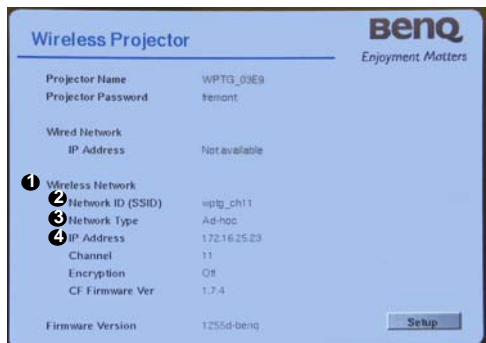 BenQ
Enjoyment Matters
Wireless Projector
Projector Name WPTG_03E9
Projector Password fremont
Wired Network
IP Address Not available
1 Wireless Network
2 Network ID (SSID) wptg_ch11
3 Network Type Ad-hoc
4 IP Address 172.16.25.23
Channel 11
Encryption Off
CF Firmware Ver 1.7.4
Firmware Version 1255d-benq
Setup